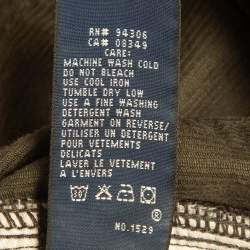 RN# 94306
CA# 08349
CARE:
MACHINE WASH COLD
DO NOT BLEACH
USE COOL IRON
TUMBLE DRY LOW
USE A FINE WASHING
DETERGENT WASH
GARMENT ON REVERSE/
UTILISER UN DETERGENT
POUR VETEMENTS
DELICATS
LAVER LE VETEMENT
A L'ENVERS
®
NO.1529